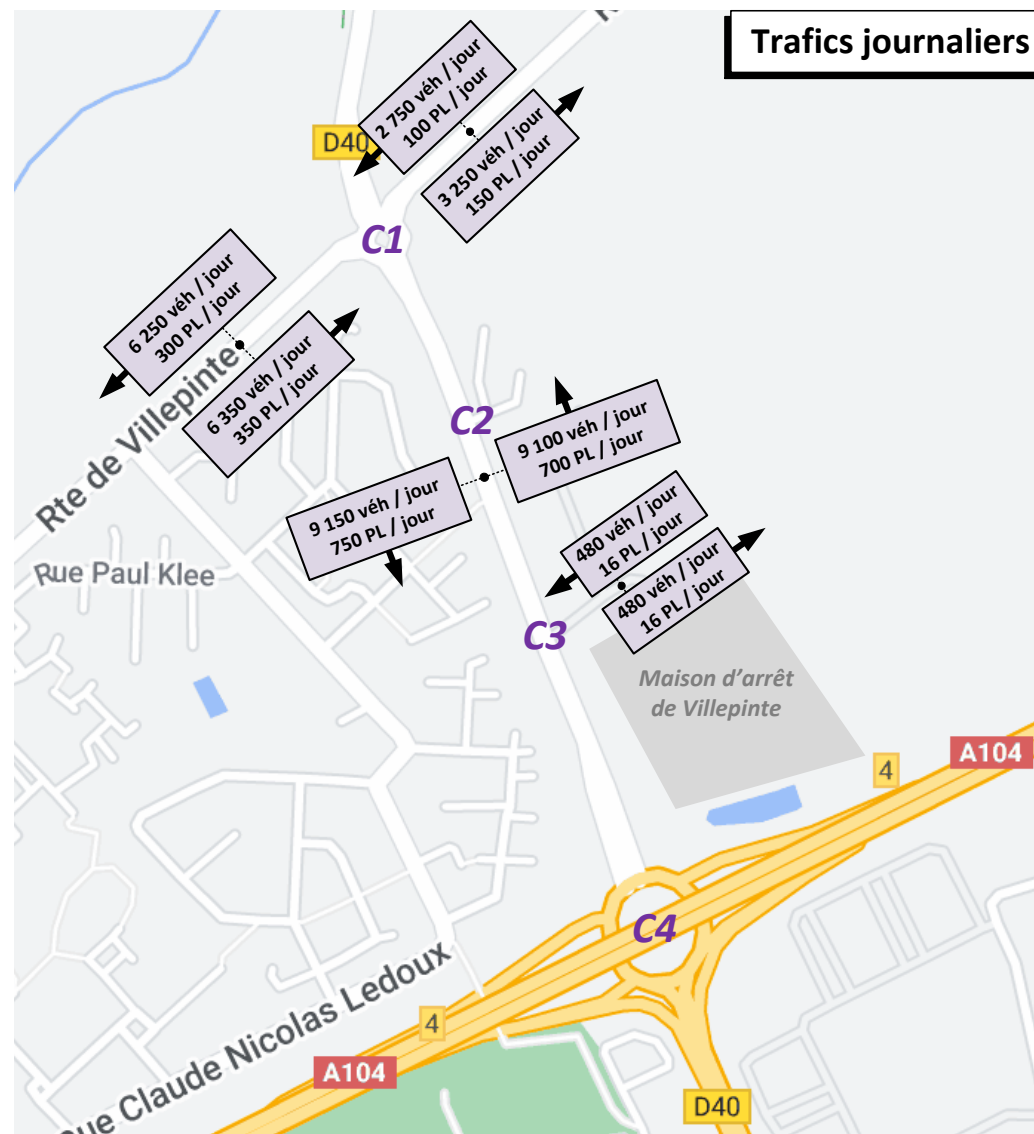 Trafics journaliers
2 750 véh / jour
100 PL / jour
D40
3 250 véh / jour
150 PL / jour
C1
6 250 véh / jour
300 PL / jour
6 350 véh / jour
350 PL / jour
Rte de Villepinte
C2
9 100 véh / jour
700 PL / jour
9 150 véh / jour
750 PL / jour
480 véh / jour
16 PL / jour
480 véh / jour
16 PL / jour
Rue Paul Klee
C3
Maison d'arrêt
de Villepinte
A104
4
C4
Claude Nicolas Ledoux
4
A104
D40